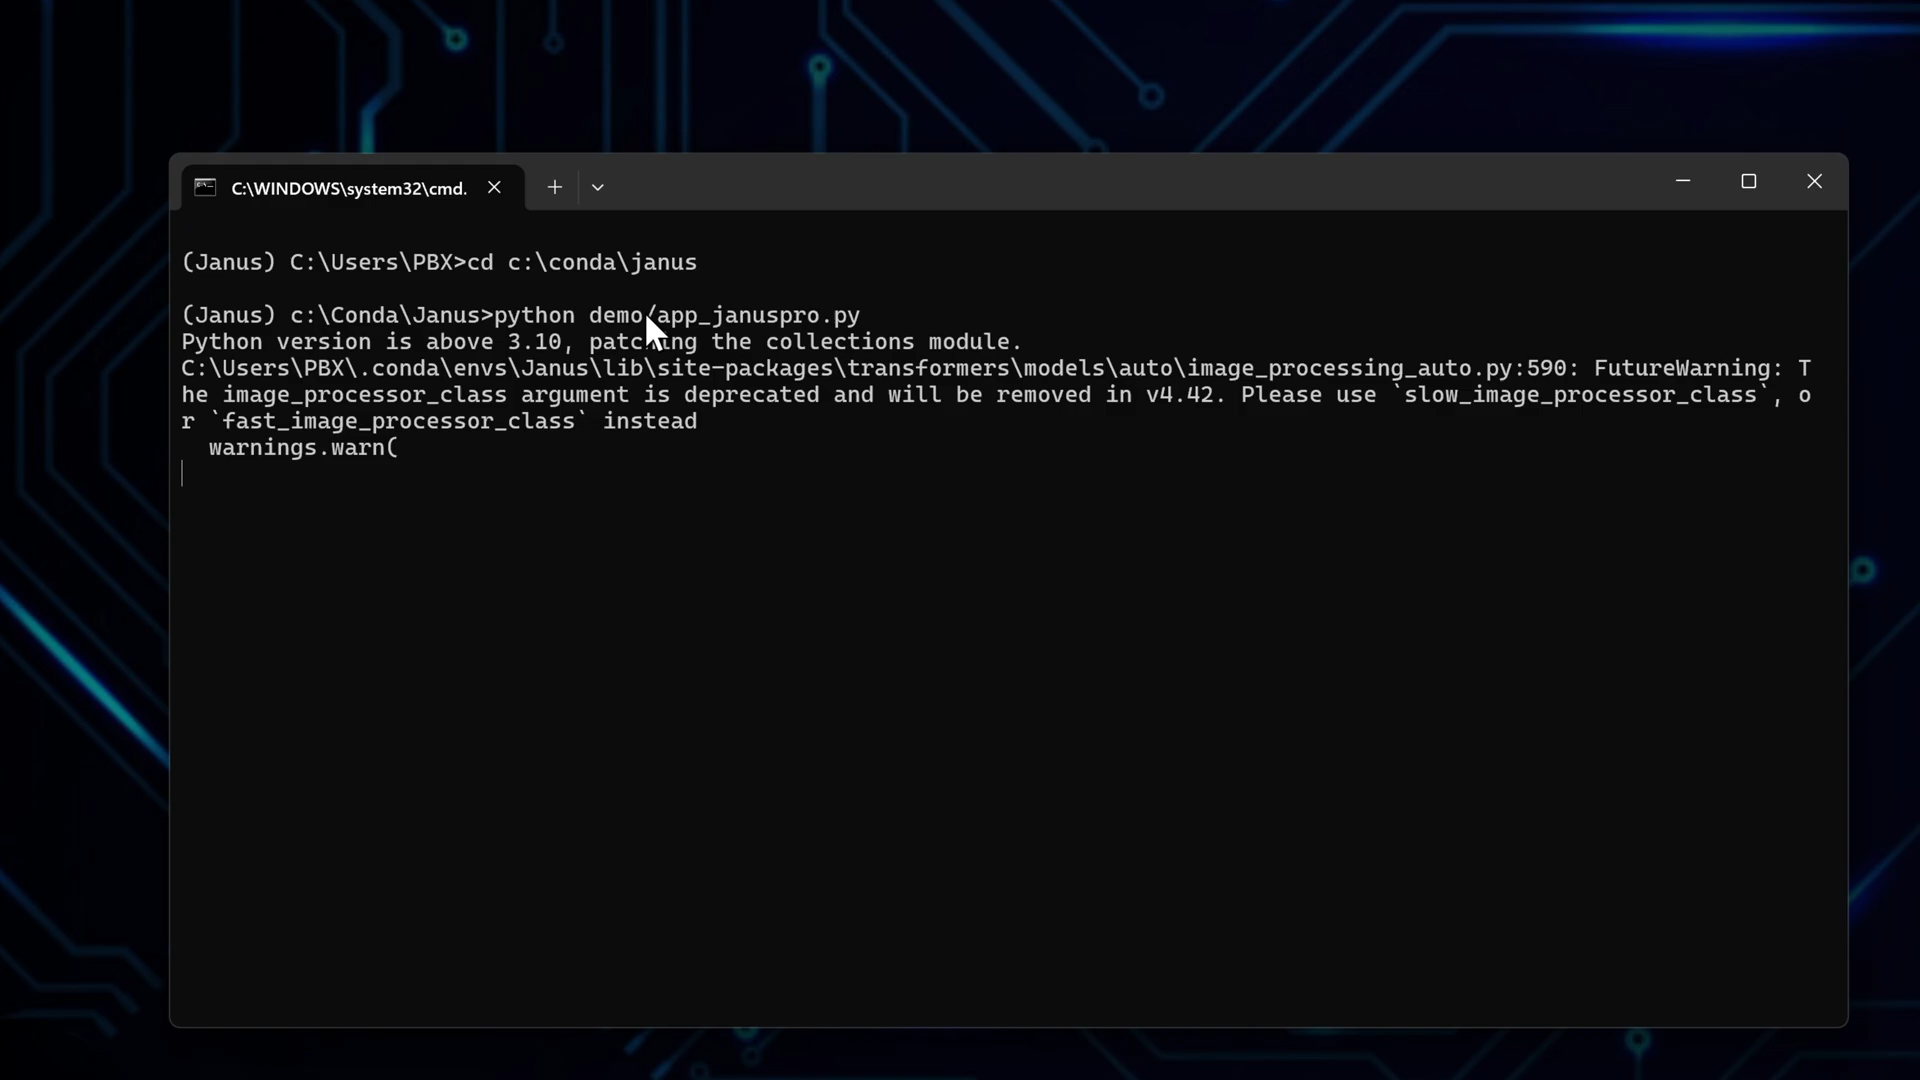 C:\WINDOWS\system32\cmd.
(Janus) C:\Users\PBX>cd c:\conda\janus
(Janus) c:\Conda\Janus>python demo/app_januspro.py
Python version is above 3.10, patching the collections module.
C:\Users\PBX\.conda\envs\Janus\lib\site-packages\transformers\models\auto\image_processing_auto.py:590: FutureWarning: T
he image_processor_class argument is deprecated and will be removed in v4.42. Please use `slow_image_processor_class`, o
r `fast_image_processor_class` instead
  warnings.warn(